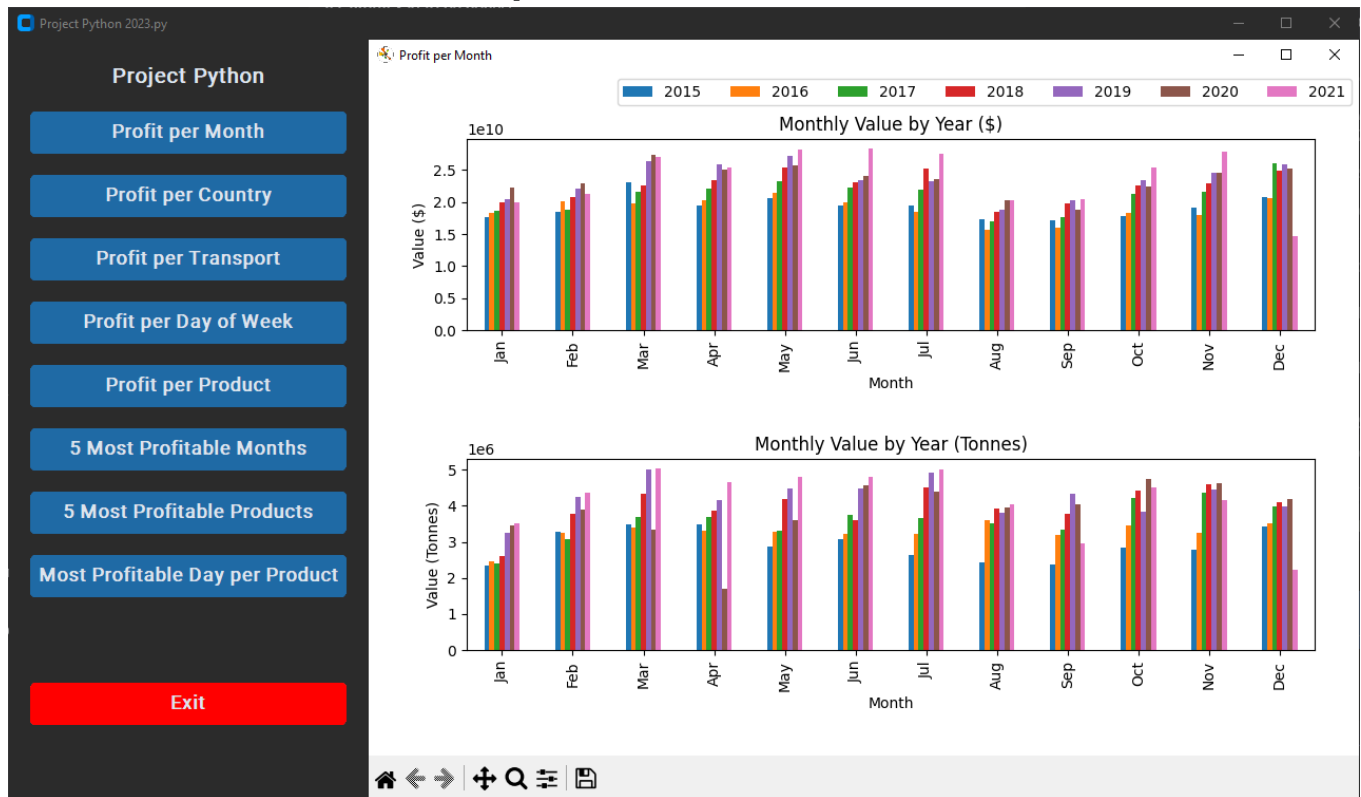 Project Python 2023.py
Project Python
Profit per Month
Profit per Country
Profit per Transport
Profit per Day of Week
Profit per Product
5 Most Profitable Months
5 Most Profitable Products
Most Profitable Day per Product
Exit
Profit per Month
2015 2016 2017 2018 2019 2020 2021
Monthly Value by Year ($)
1e10
Value ($)
2.5
2.0
1.5
1.0
0.5
0.0
Jan Feb Mar Apr May Jun Jul Aug Sep Oct Nov Dec
Month
Monthly Value by Year (Tonnes)
1e6
Value (Tonnes)
5
4
3
2
1
0
Jan Feb Mar Apr May Jun Jul Aug Sep Oct Nov Dec
Month